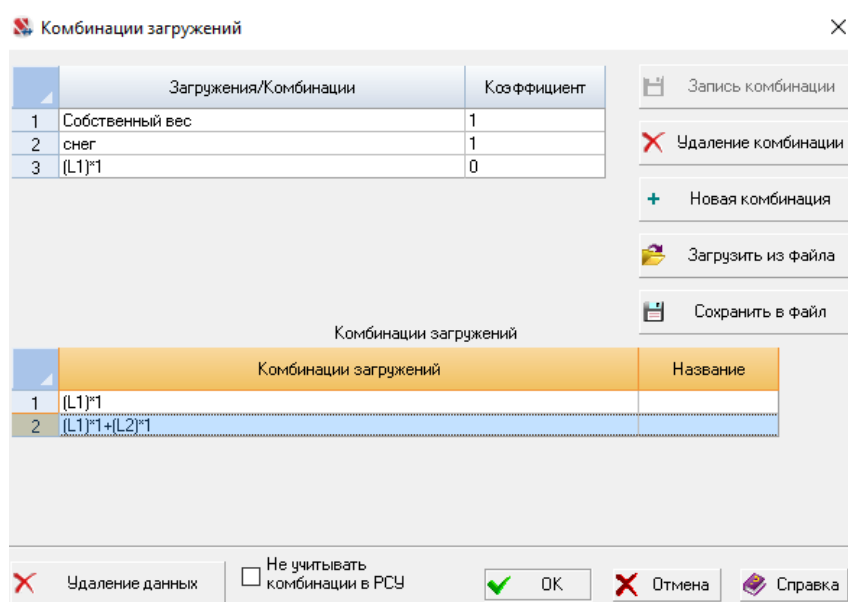 Комбинации загружений
Загружения/Комбинации Коэффициент
1 Собственный вес 1
2 снег 1
3 (L1)*1 0
Запись комбинации
Удаление комбинации
Новая комбинация
Загрузить из файла
Сохранить в файл
Комбинации загружений
Комбинации загружений Название
1 (L1)*1
2 (L1)*1+(L2)*1
Удаление данных
Не учитывать
комбинации в РСУ
OK
Отмена
Справка